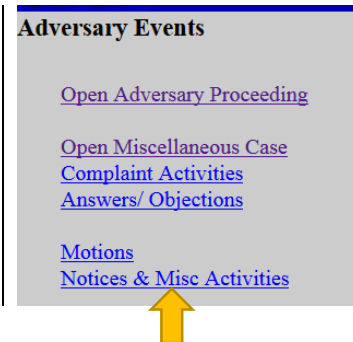 Adversary Events
Open Adversary Proceeding
Open Miscellaneous Case
Complaint Activities
Answers/ Objections
Motions
Notices & Misc Activities